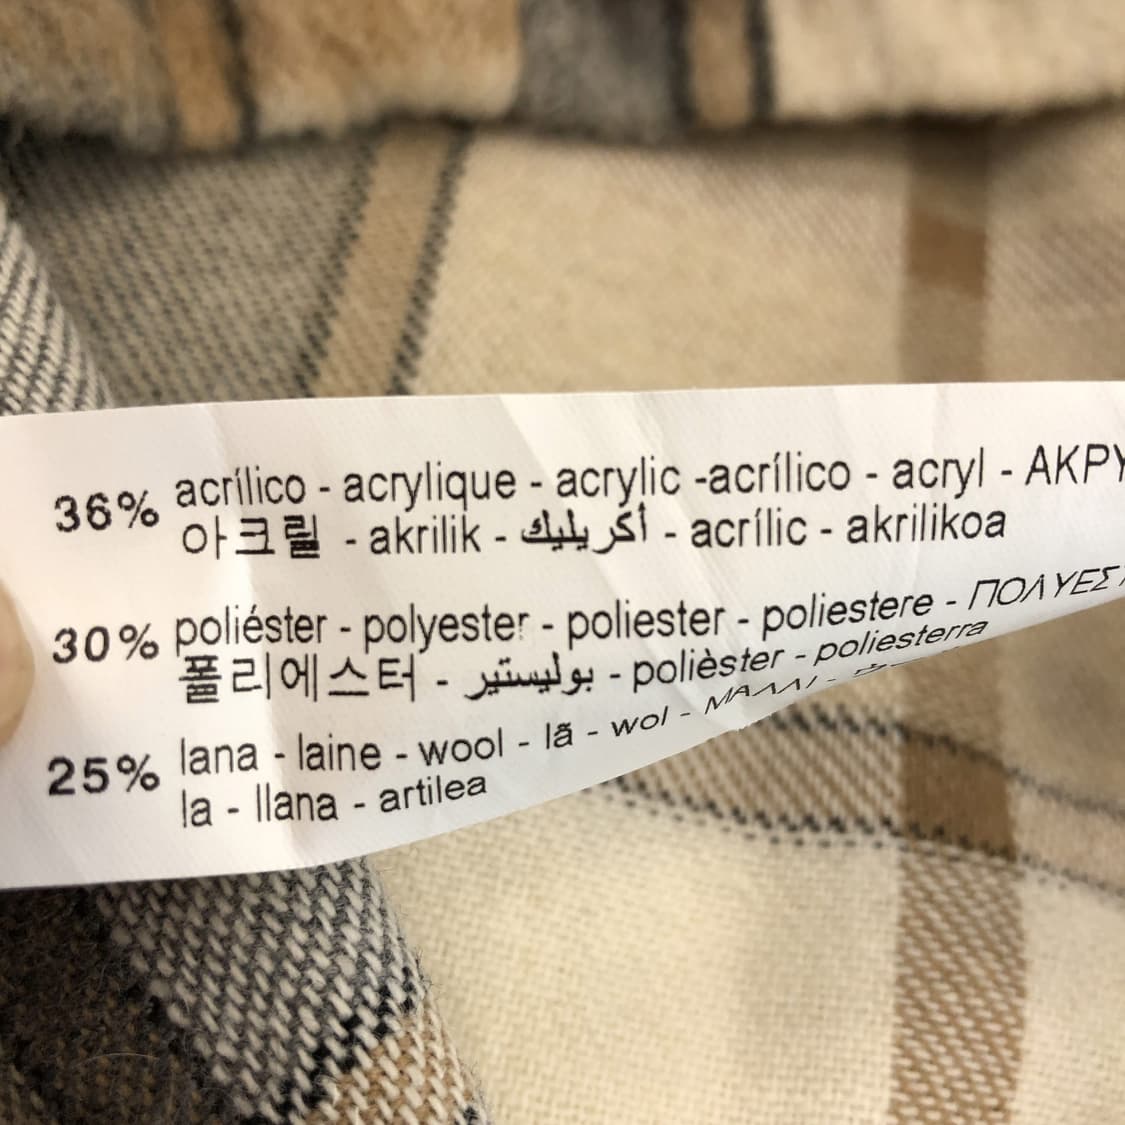 36% acrílico - acrylique - acrylic -acrílico - acryl - ΑΚΡΥ
아크릴 - akrilik - أكريليك - acrílic - akrilikoa
30% poliéster - polyester - poliester - poliestere - ΠΟΛΥΕΣ
폴리에스터 - بوليستير - polièster - poliesterra
25% lana - laine - wool - lã - wol - ΜΑΛΛΙ -
la - llana - artilea